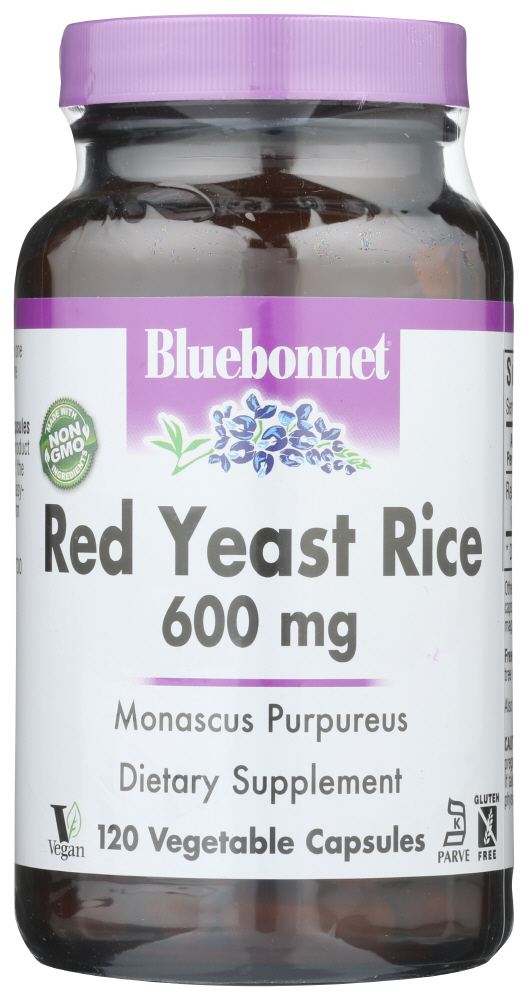 Bluebonnet
MADE WITH
NON
GMO
INGREDIENTS
Red Yeast Rice
600 mg
Monascus Purpureus
Dietary Supplement
120 Vegetable Capsules
Vegan
K
PARVE
GLUTEN
FREE